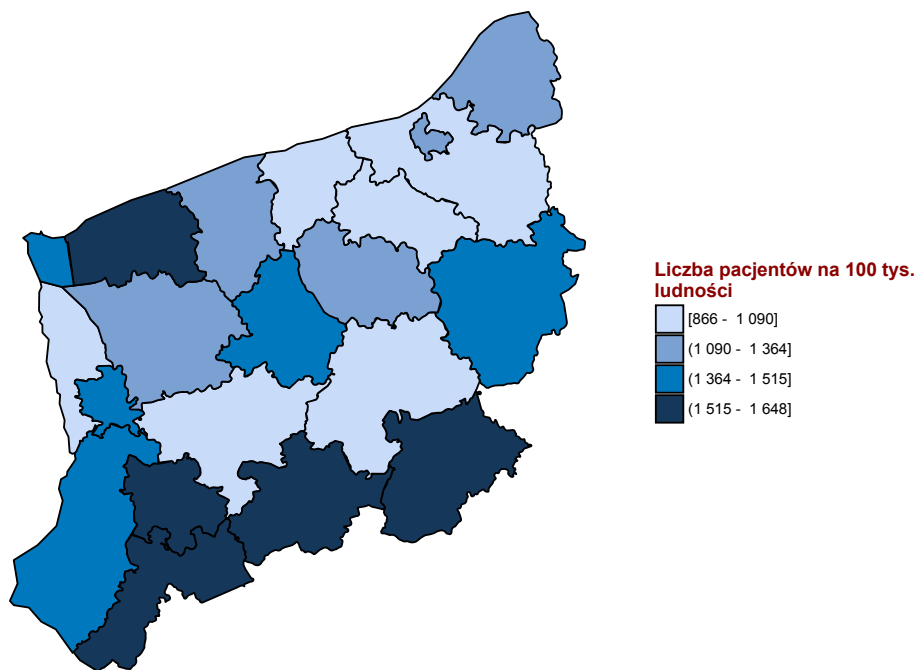 Liczba pacjentów na 100 tys.
ludności
[866 - 1 090]
(1 090 - 1 364]
(1 364 - 1 515]
(1 515 - 1 648]